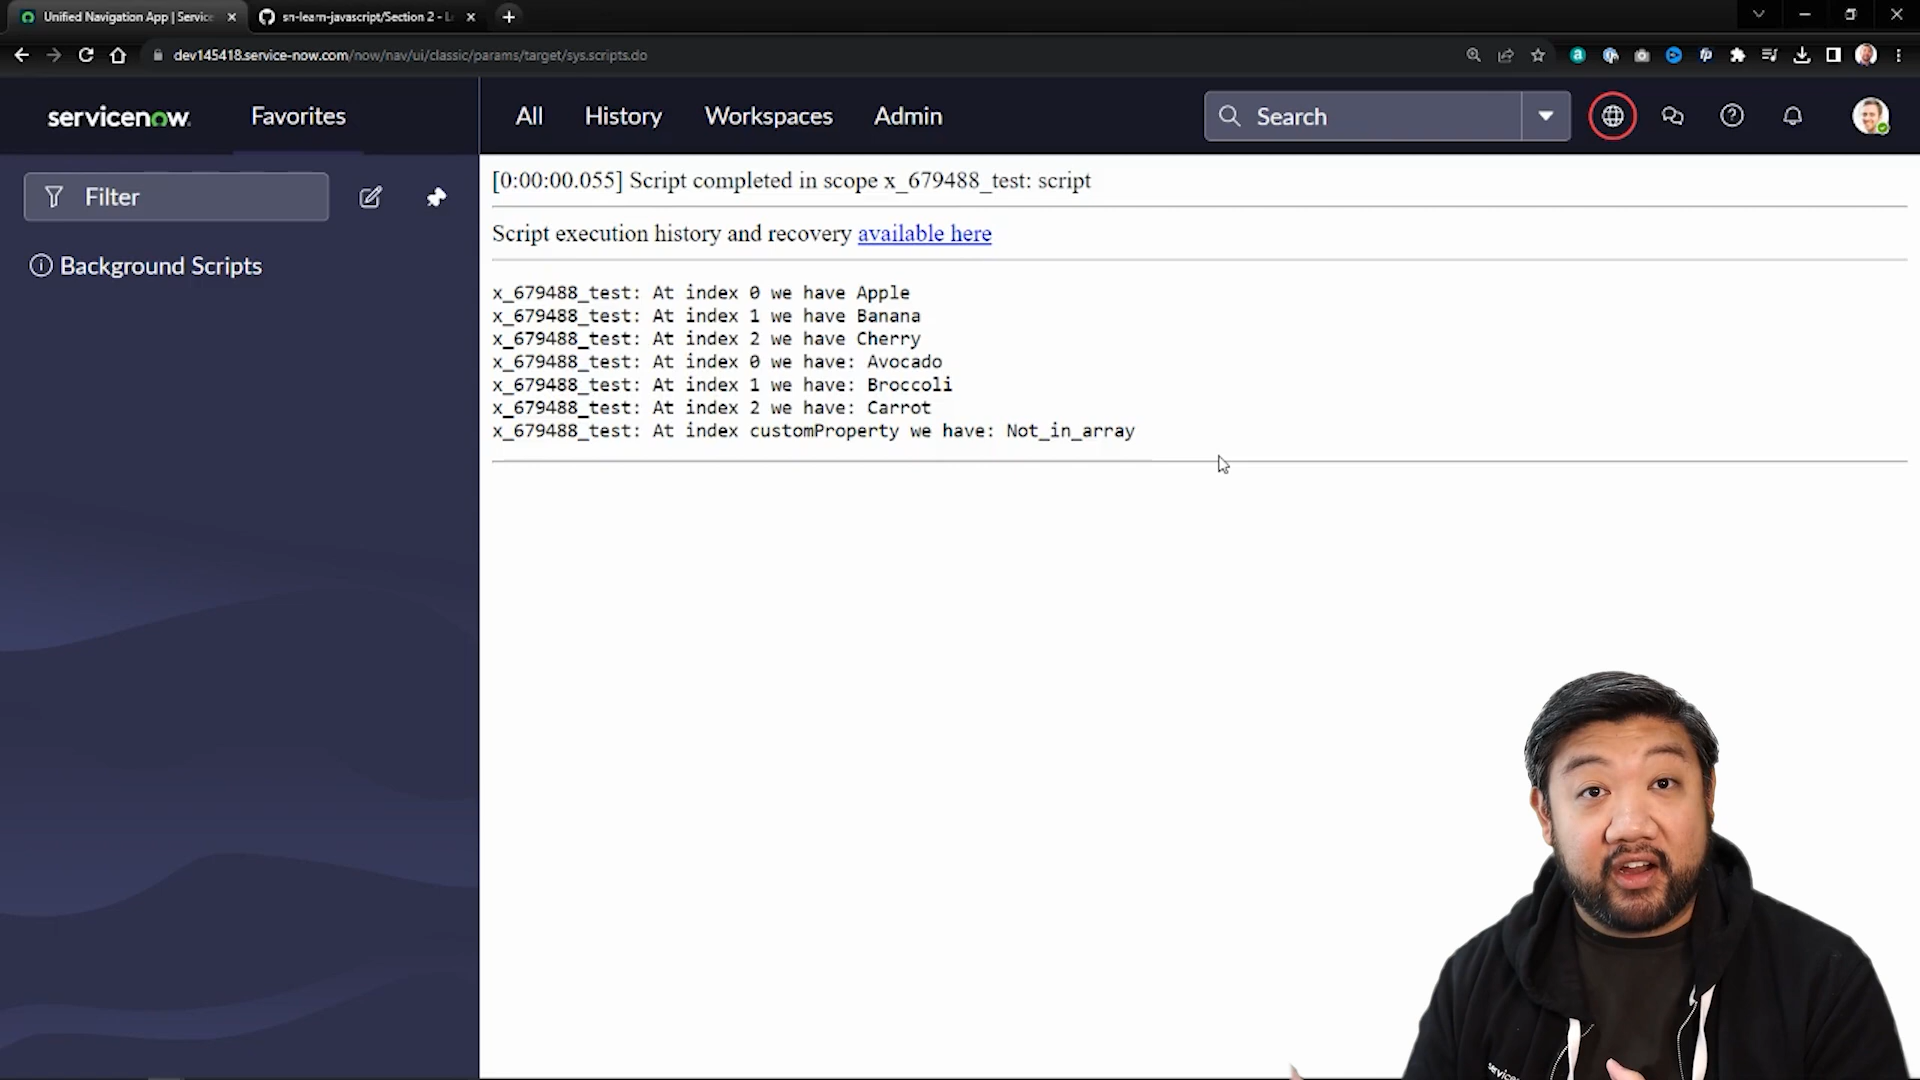 Unified Navigation App | Service
sn-learn-javascript/Section 2 - L
dev145418.service-now.com/now/nav/ui/classic/params/target/sys.scripts.do
servicenow.
Favorites
All
History
Workspaces
Admin
Search
Filter
Background Scripts
[0:00:00.055] Script completed in scope x_679488_test: script
Script execution history and recovery available here
x_679488_test: At index 0 we have Apple
x_679488_test: At index 1 we have Banana
x_679488_test: At index 2 we have Cherry
x_679488_test: At index 0 we have: Avocado
x_679488_test: At index 1 we have: Broccoli
x_679488_test: At index 2 we have: Carrot
x_679488_test: At index customProperty we have: Not_in_array